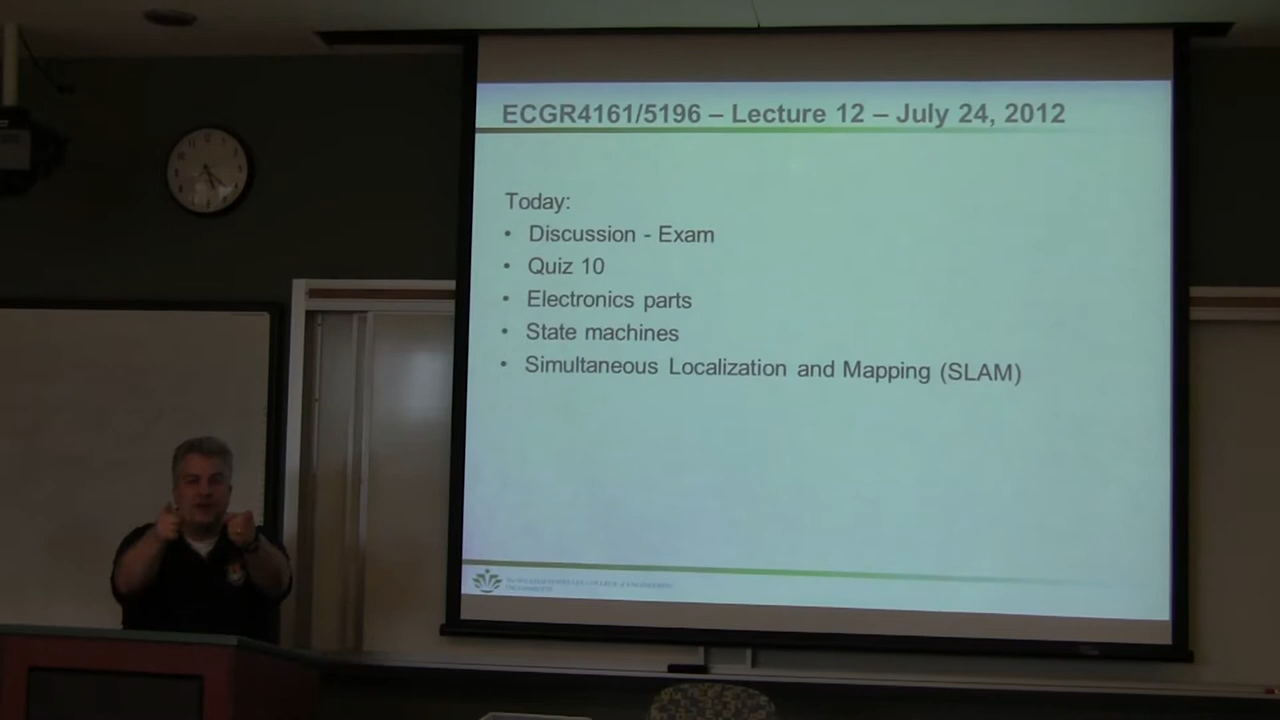 ECGR4161/5196 – Lecture 12 – July 24, 2012
Today:
• Discussion - Exam
• Quiz 10
• Electronics parts
• State machines
• Simultaneous Localization and Mapping (SLAM)